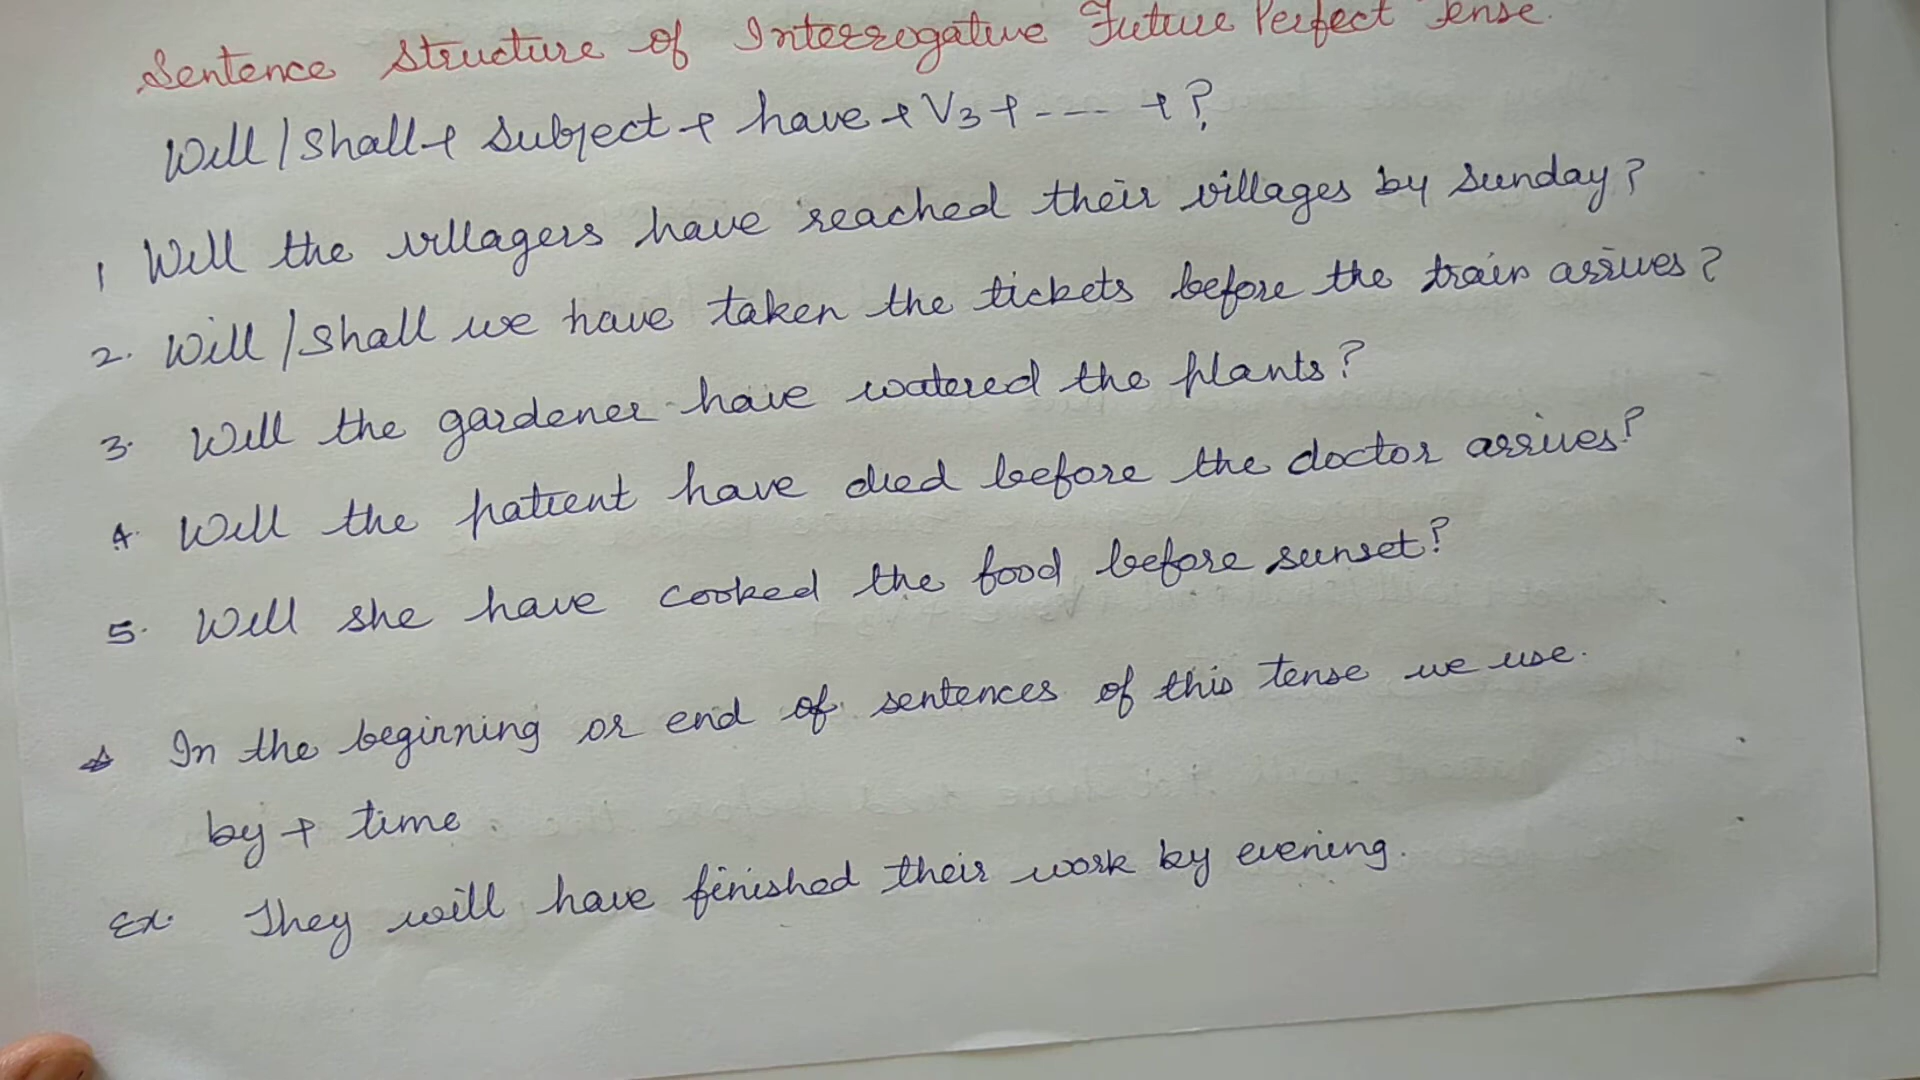 Sentence Structure of Interrogative Future Perfect Tense.
Will / Shall + Subject + have + V3 + ---- + ?
1 Will the villagers have reached their villages by Sunday?
2. Will / Shall we have taken the tickets before the train arrives?
3. Will the gardener have watered the plants?
4. Will the patient have died before the doctor arrives?
5. Will she have cooked the food before sunset?
In the beginning or end of sentences of this tense we use.
by + time.
Ex. They will have finished their work by evening.